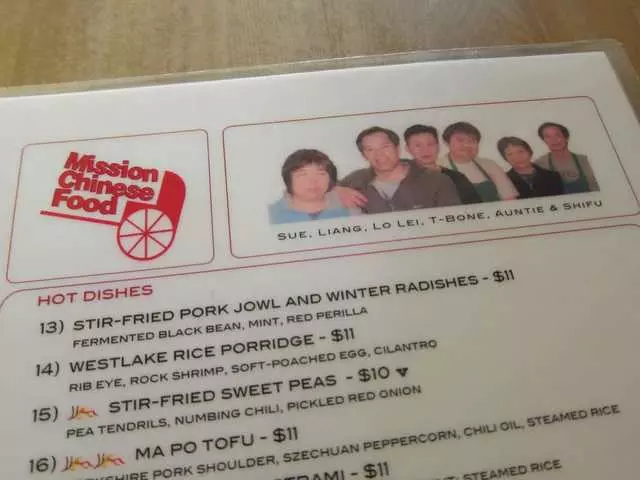 Mission
Chinese
Food
SUE, LIANG, LO LEI, T-BONE, AUNTIE & SHIFU
HOT DISHES
13) STIR-FRIED PORK JOWL AND WINTER RADISHES - $11
FERMENTED BLACK BEAN, MINT, RED PERILLA
14) WESTLAKE RICE PORRIDGE - $11
RIB EYE, ROCK SHRIMP, SOFT-POACHED EGG, CILANTRO
15) STIR-FRIED SWEET PEAS - $10
PEA TENDRILS, NUMBING CHILI, PICKLED RED ONION
16) MA PO TOFU - $11
PORK SHOULDER, SZECHUAN PEPPERCORN, CHILI OIL, STEAMED RICE
- $11
STEAMED RICE